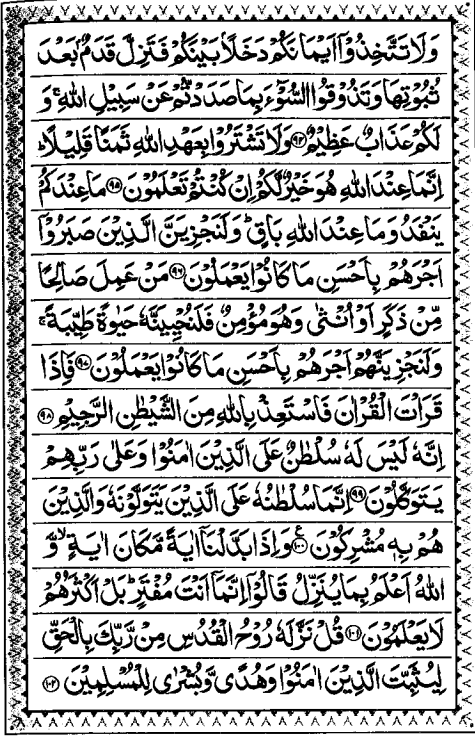 وَلَا تَتَّخِذُوْۤا اَيْمَانَكُمْ دَخَلًاۢ بَيْنَكُمْ فَتَزِلَّ قَدَمٌۢ بَعْدَ
ثُبُوْتِهَا وَتَذُوْقُوا السُّوْٓءَ بِمَا صَدَدْتُّمْ عَنْ سَبِيْلِ اللّٰهِۚ وَ
لَكُمْ عَذَابٌ عَظِيْمٌ ﴿۹۴﴾ وَلَا تَشْتَرُوْا بِعَهْدِ اللّٰهِ ثَمَنًا قَلِيْلًاؕ
اِنَّمَا عِنْدَ اللّٰهِ هُوَ خَيْرٌ لَّكُمْ اِنْ كُنْتُمْ تَعْلَمُوْنَ ﴿۹۵﴾ مَا عِنْدَكُمْ
يَنْفَدُ وَمَا عِنْدَ اللّٰهِ بَاقٍؕ وَلَنَجْزِيَنَّ الَّذِيْنَ صَبَرُوْۤا
اَجْرَهُمْ بِاَحْسَنِ مَا كَانُوْا يَعْمَلُوْنَ ﴿۹۶﴾ مَنْ عَمِلَ صَالِحًا
مِّنْ ذَكَرٍ اَوْ اُنْثٰى وَهُوَ مُؤْمِنٌ فَلَنُحْيِيَنَّهٗ حَيٰوةً طَيِّبَةًۚ
وَلَنَجْزِيَنَّهُمْ اَجْرَهُمْ بِاَحْسَنِ مَا كَانُوْا يَعْمَلُوْنَ ﴿۹۷﴾ فَاِذَا
قَرَاْتَ الْقُرْاٰنَ فَاسْتَعِذْ بِاللّٰهِ مِنَ الشَّيْطٰنِ الرَّجِيْمِ ﴿۹۸﴾
اِنَّهٗ لَيْسَ لَهٗ سُلْطٰنٌ عَلَى الَّذِيْنَ اٰمَنُوْا وَعَلٰى رَبِّهِمْ
يَتَوَكَّلُوْنَ ﴿۹۹﴾ اِنَّمَا سُلْطٰنُهٗ عَلَى الَّذِيْنَ يَتَوَلَّوْنَهٗ وَالَّذِيْنَ
هُمْ بِهٖ مُشْرِكُوْنَ ﴿۱۰۰﴾ وَاِذَا بَدَّلْنَاۤ اٰيَةً مَّكَانَ اٰيَةٍۙ وَّ
اللّٰهُ اَعْلَمُ بِمَا يُنَزِّلُ قَالُوْۤا اِنَّمَاۤ اَنْتَ مُفْتَرٍؕ بَلْ اَكْثَرُهُمْ
لَا يَعْلَمُوْنَ ﴿۱۰۱﴾ قُلْ نَزَّلَهٗ رُوْحُ الْقُدُسِ مِنْ رَّبِّكَ بِالْحَقِّ
لِيُثَبِّتَ الَّذِيْنَ اٰمَنُوْا وَهُدًى وَّبُشْرٰى لِلْمُسْلِمِيْنَ ﴿۱۰۲﴾